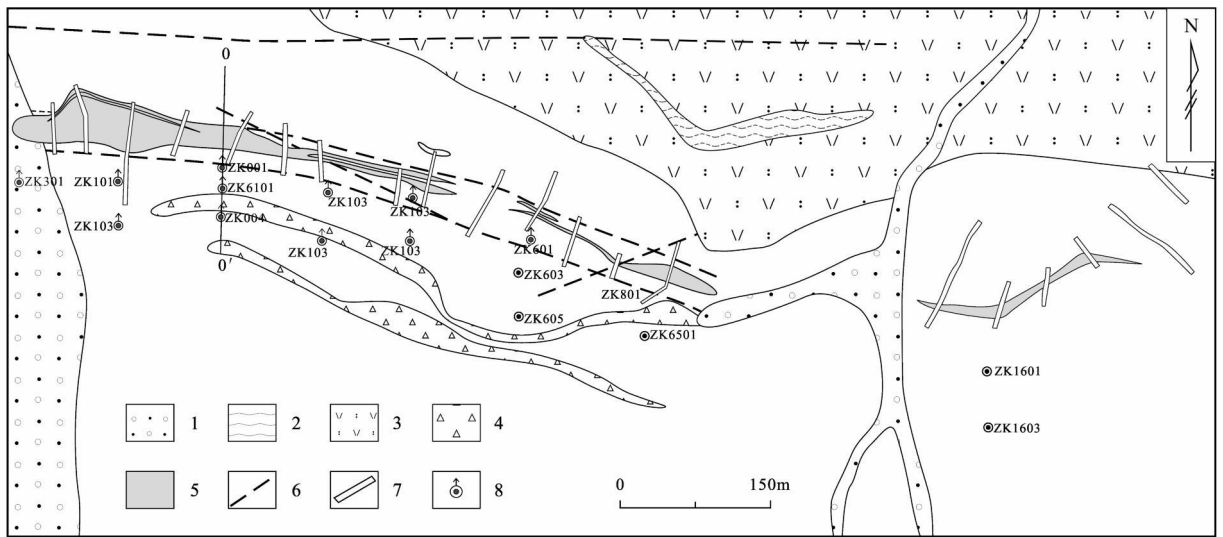 N
0
ZK001
ZK301
ZK101
ZK6101
ZK103
ZK103
ZK103
ZK004
ZK103
ZK103
ZK601
0′
ZK603
ZK801
ZK605
ZK6501
ZK1601
ZK1603
1
2
3
4
5
6
7
8
0
150m